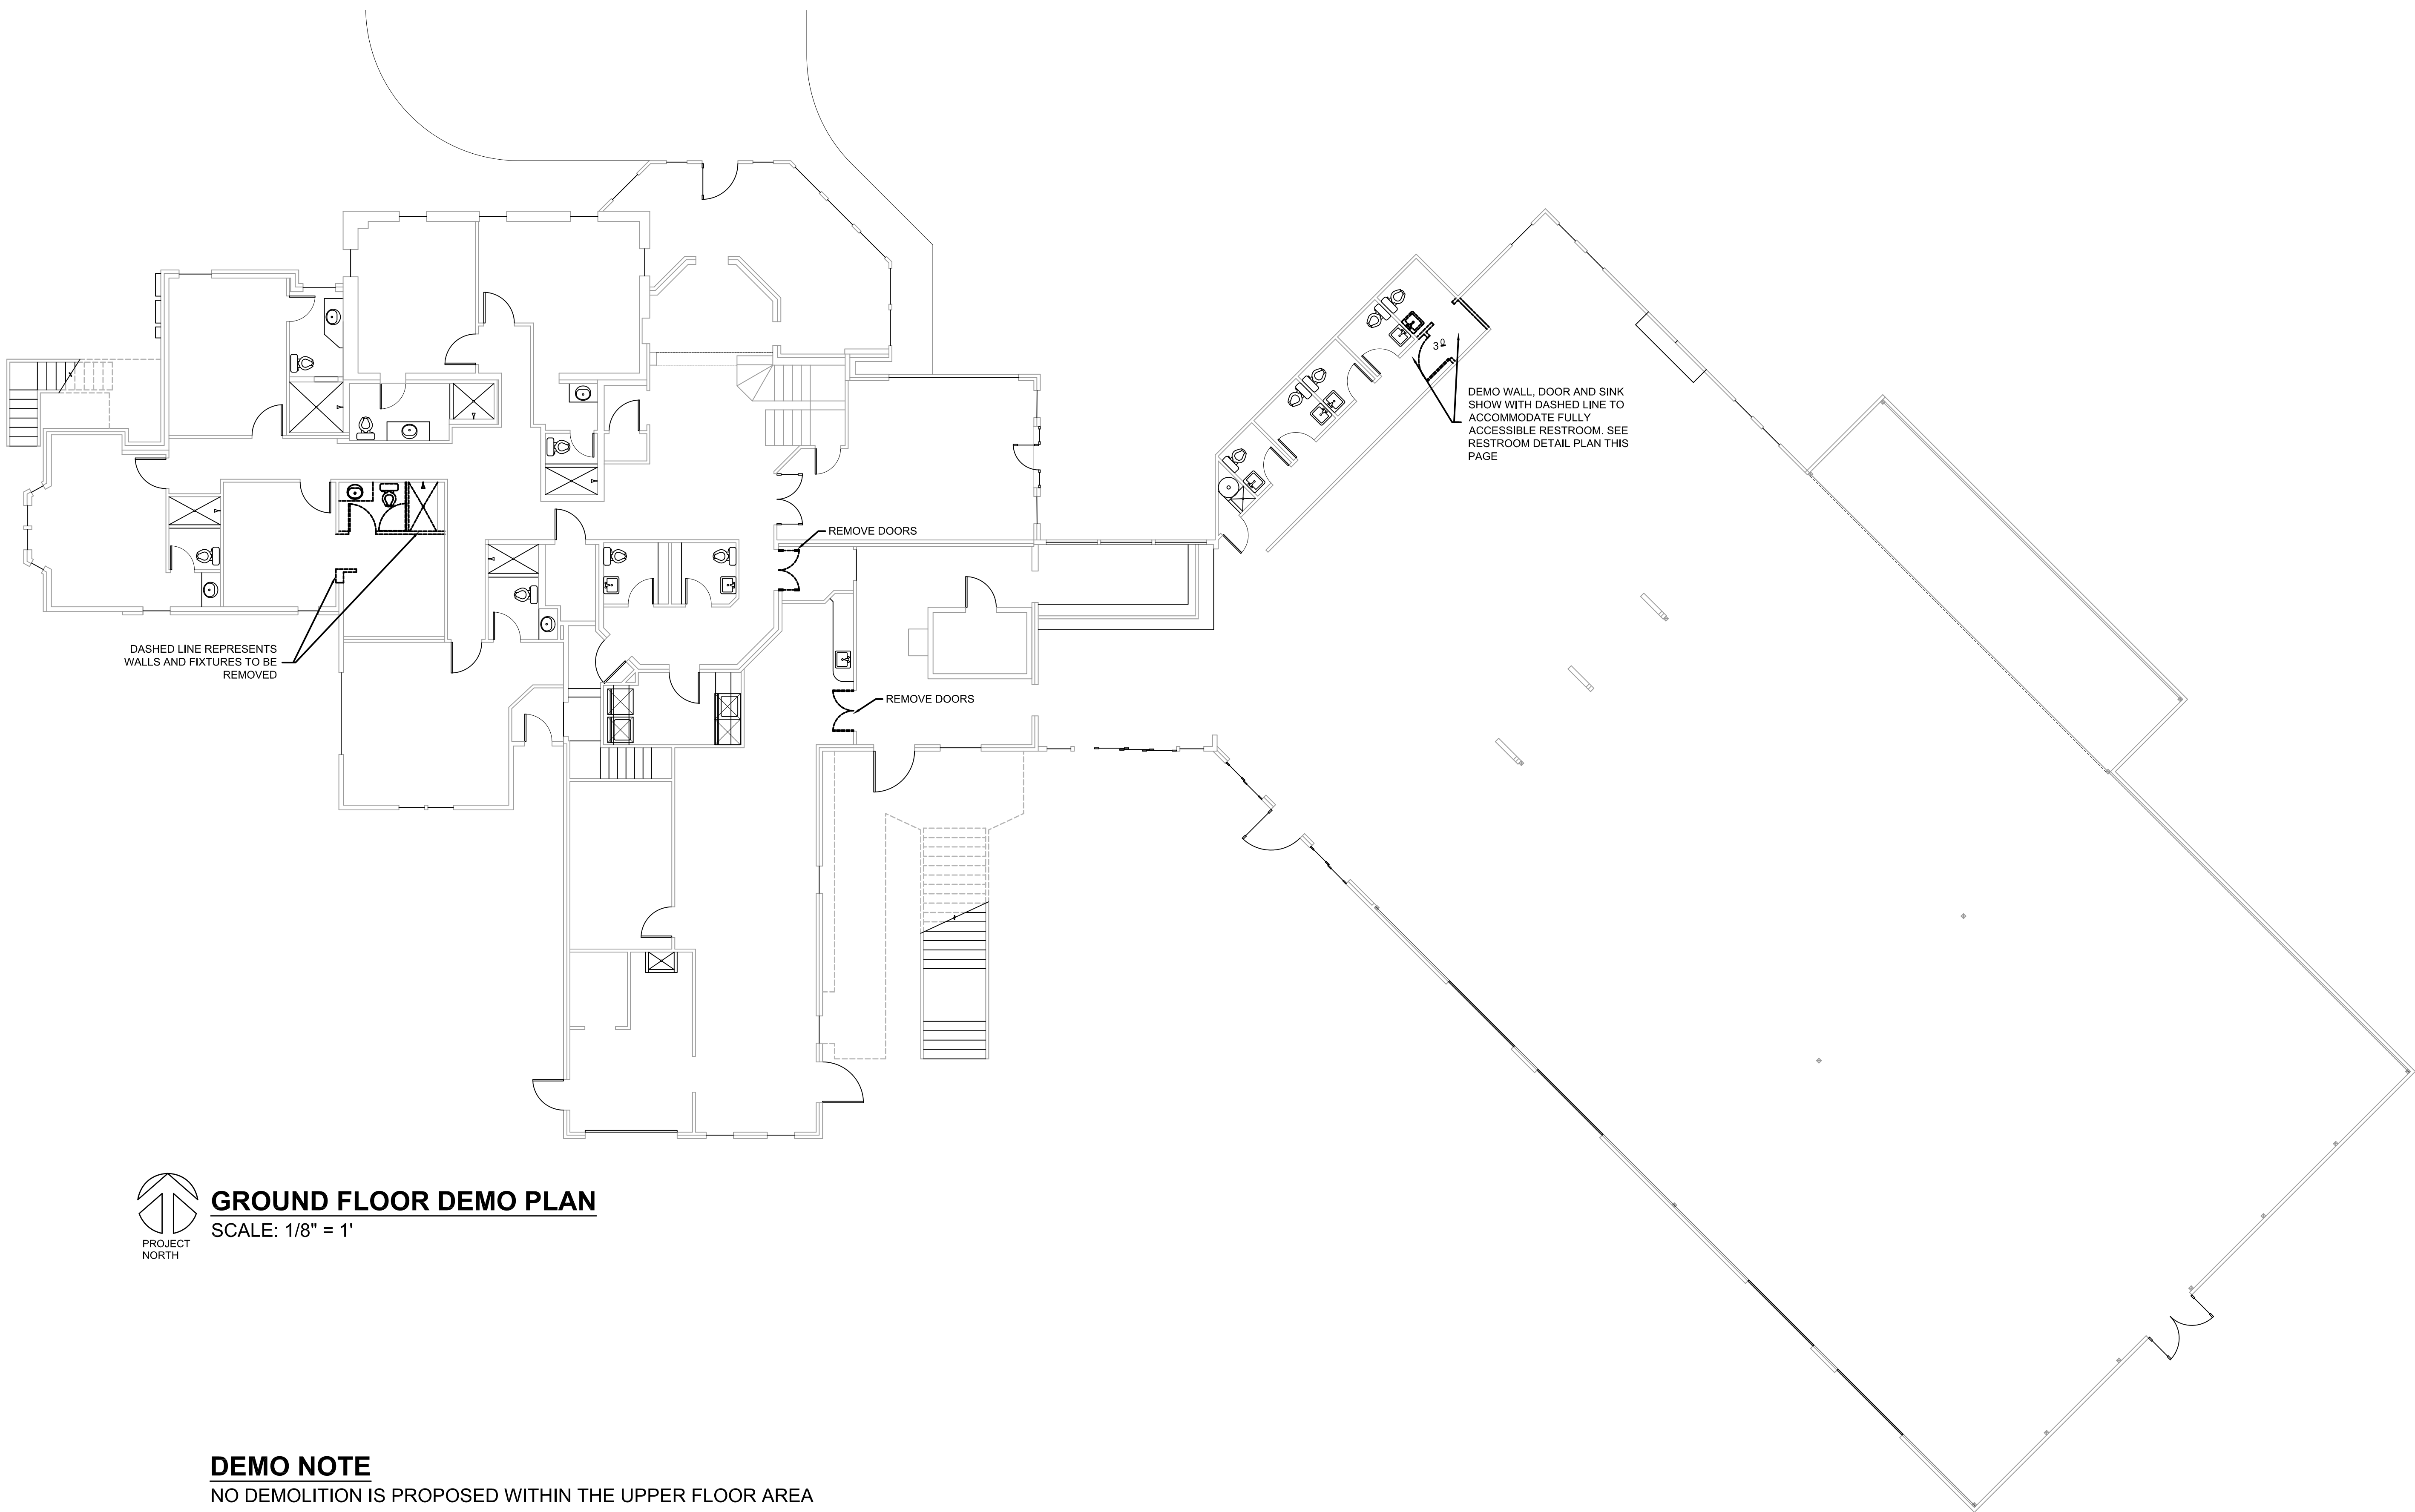 3⁰
DEMO WALL, DOOR AND SINK
SHOW WITH DASHED LINE TO
ACCOMMODATE FULLY
ACCESSIBLE RESTROOM. SEE
RESTROOM DETAIL PLAN THIS
PAGE
REMOVE DOORS
DASHED LINE REPRESENTS
WALLS AND FIXTURES TO BE
REMOVED
REMOVE DOORS
GROUND FLOOR DEMO PLAN
SCALE: 1/8" = 1'
PROJECT
NORTH
DEMO NOTE
NO DEMOLITION IS PROPOSED WITHIN THE UPPER FLOOR AREA